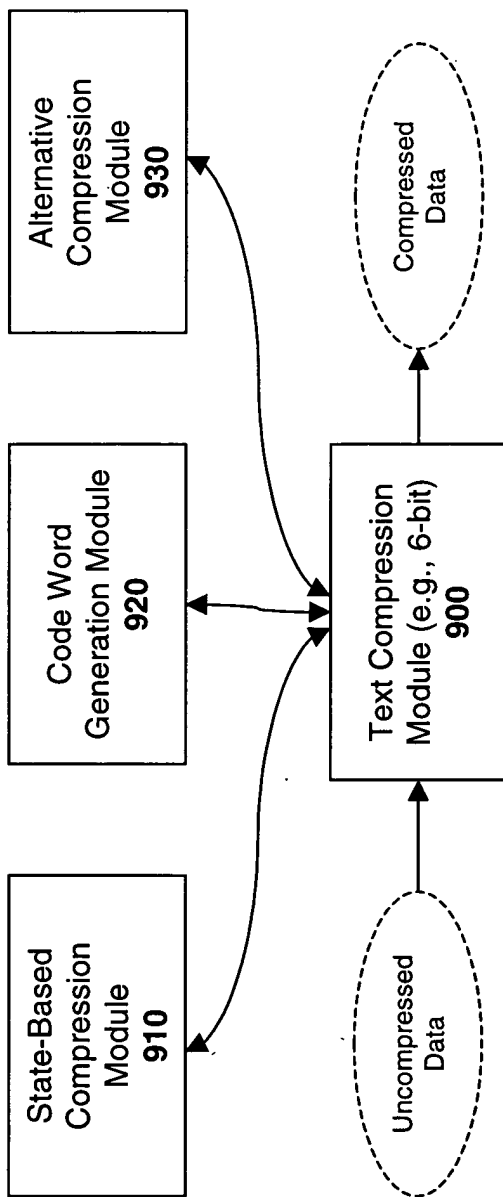 State-Based
Compression
Module
910
Code Word
Generation Module
920
Alternative
Compression
Module
930
Uncompressed
Data
Text Compression
Module (e.g., 6-bit)
900
Compressed
Data